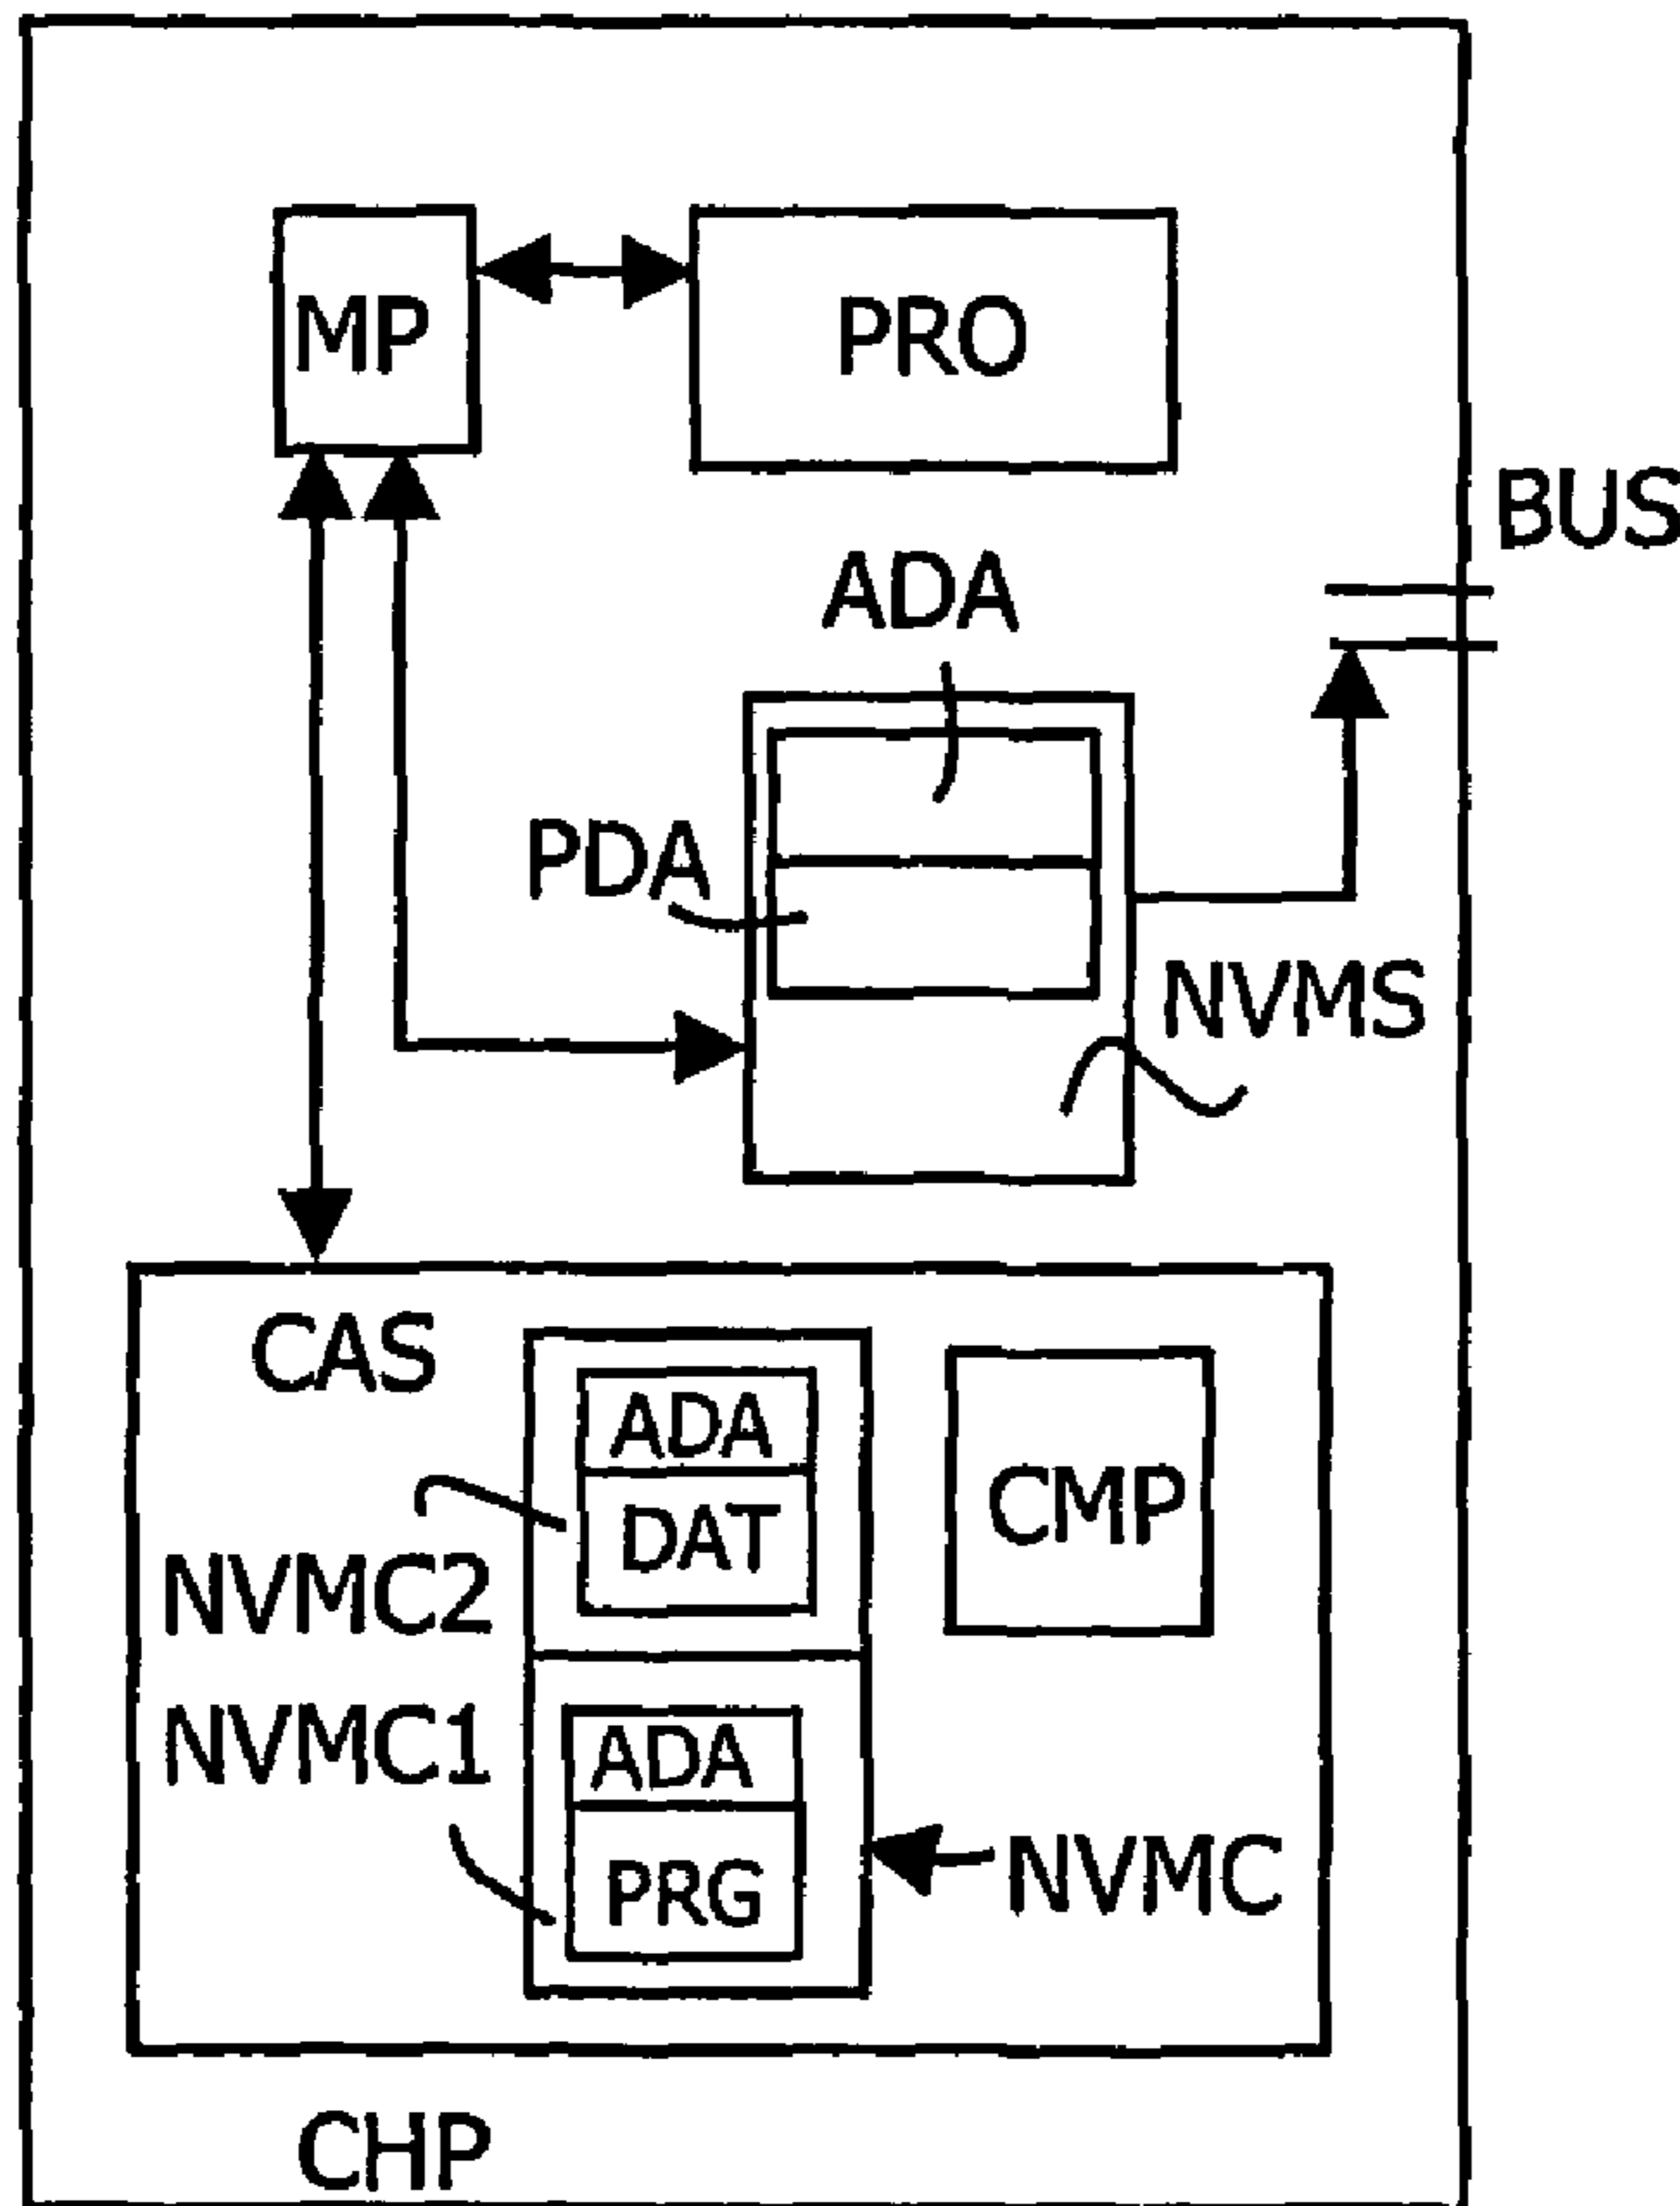 MP
PRO
BUS
ADA
PDA
NVMS
CAS
ADA
DAT
CMP
NVMC2
NVMC1
ADA
PRG
NVMC
CHP